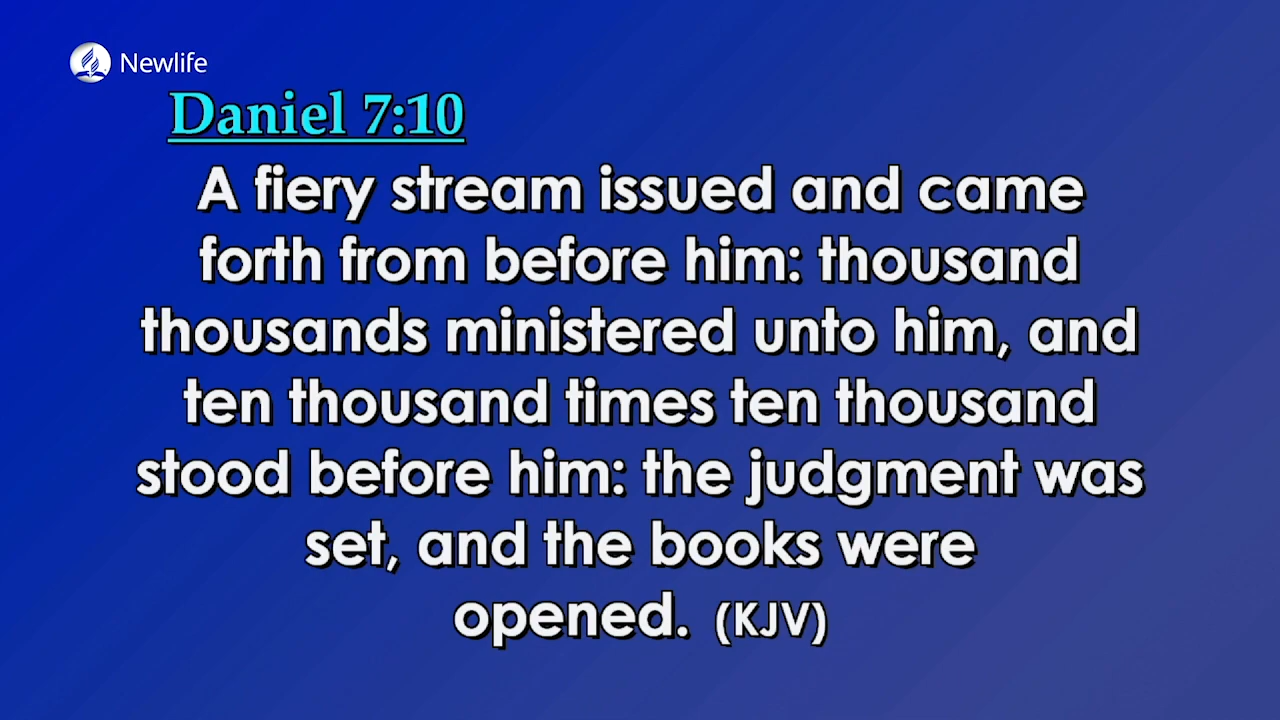 Newlife
Daniel 7:10
A fiery stream issued and came
forth from before him: thousand
thousands ministered unto him, and
ten thousand times ten thousand
stood before him: the judgment was
set, and the books were
opened. (KJV)